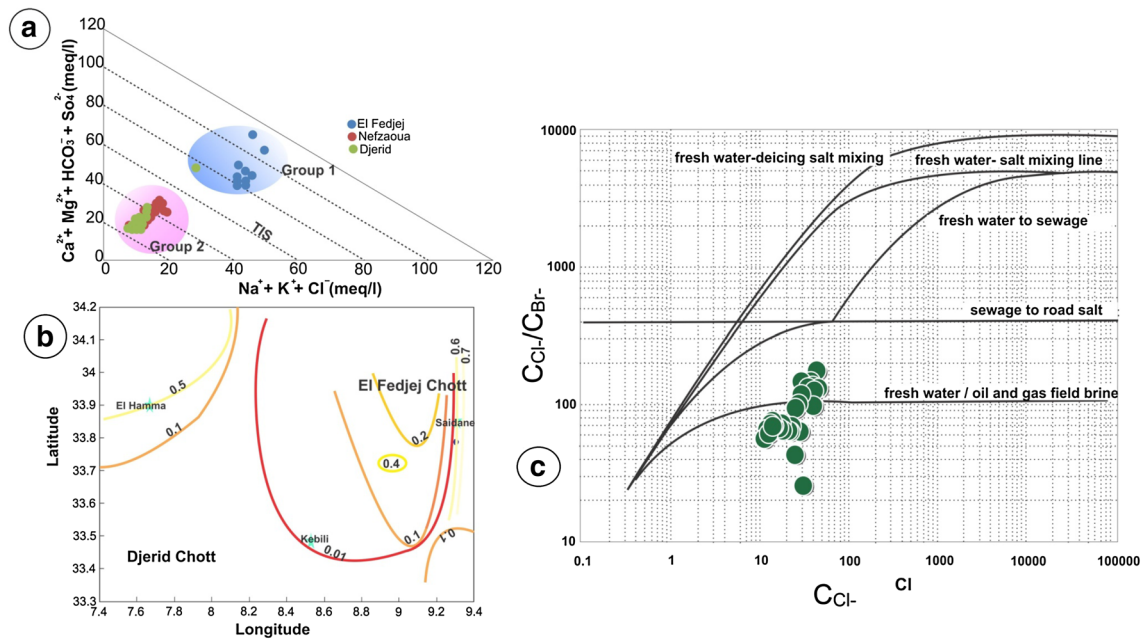 a
120
100
80
60
40
20
0
Ca2+ + Mg2+ + HCO3- + So42- (meq/l)
El Fedjej
Nefzaoua
Djerid
Group 1
Group 2
TIS
0 20 40 60 80 100 120
Na+ + K+ + Cl- (meq/l)
b
34.2
34.1
34
33.9
33.8
33.7
33.6
33.5
33.4
33.3
Latitude
0.5
El Hamma
0.1
El Fedjej Chott
0.6
0.7
Saidane
0.2
0.4
Kebili
0.01
0.1
0.1
Djerid Chott
7.4 7.6 7.8 8 8.2 8.4 8.6 8.8 9 9.2 9.4
Longitude
c
10000
1000
100
10
CCl-/CBr-
fresh water-deicing salt mixing
fresh water- salt mixing line
fresh water to sewage
sewage to road salt
fresh water / oil and gas field brine
0.1 1 10 100 1000 10000 100000
CCl- Cl